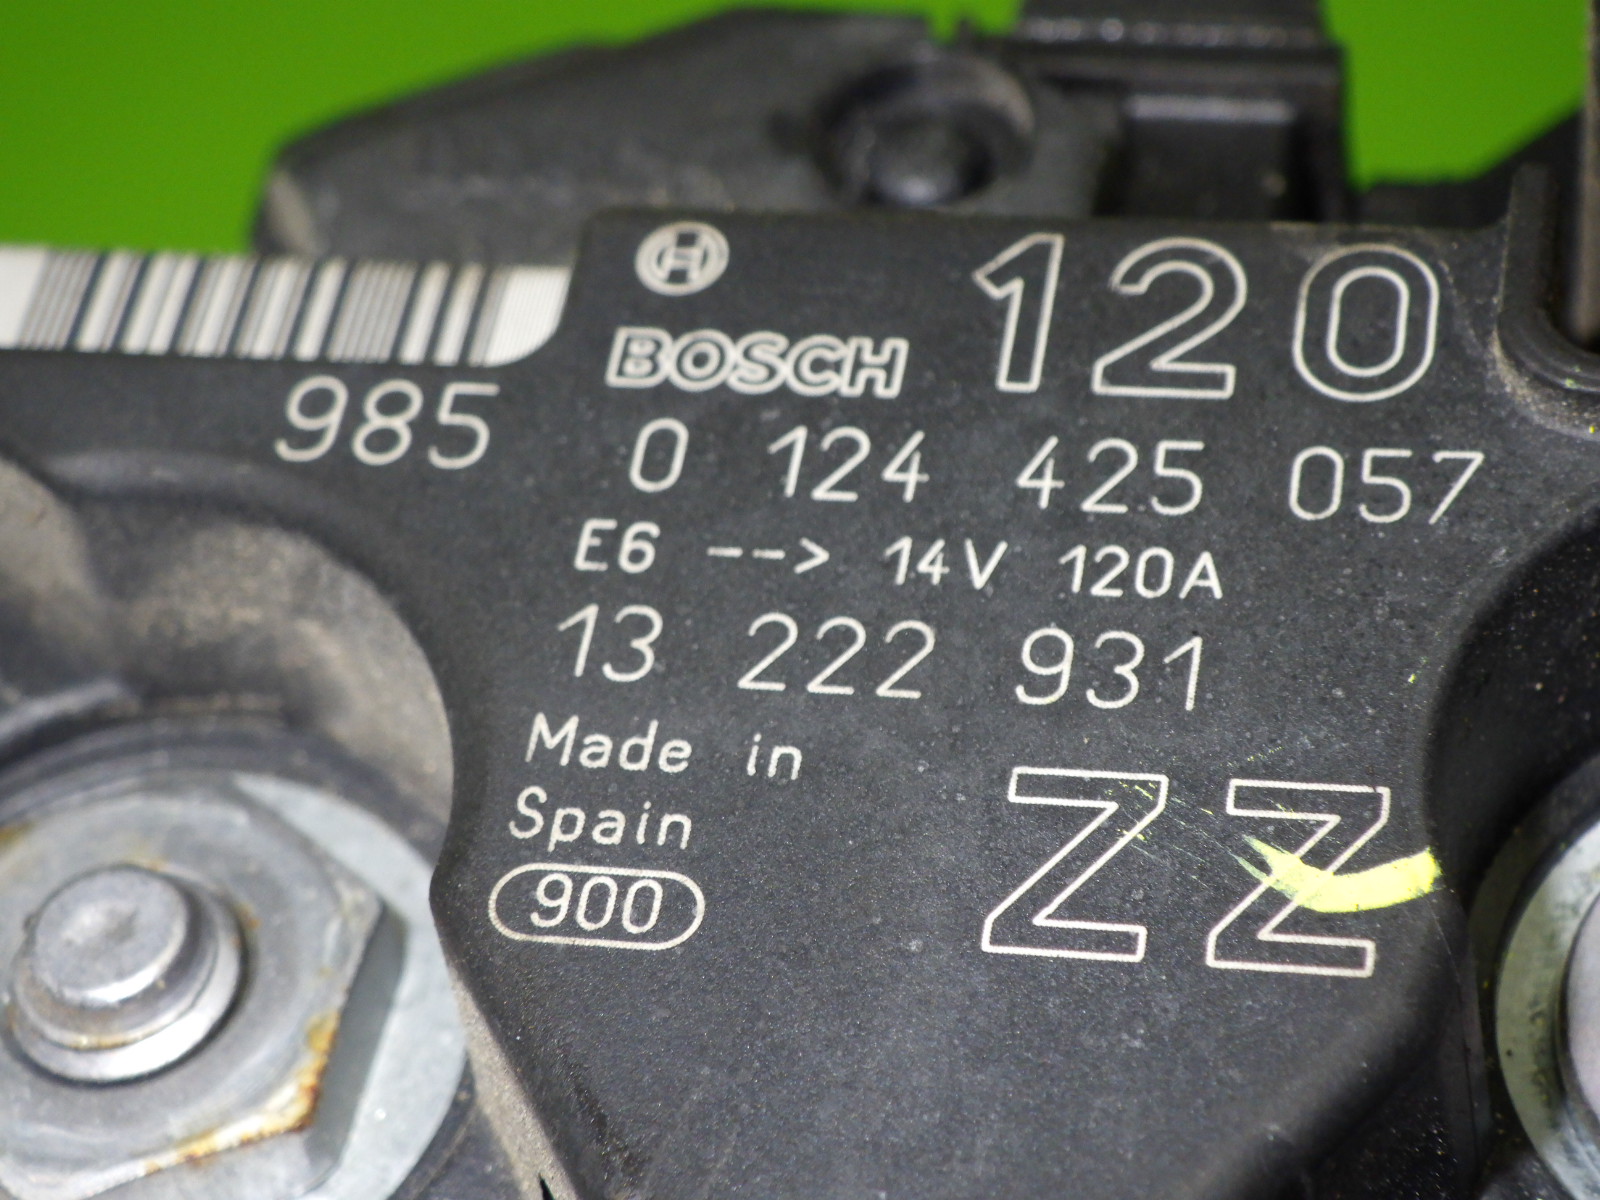 120
BOSCH
985
0 124 425 057
E6 --> 14V 120A
13 222 931
Made in
Spain
ZZ
900